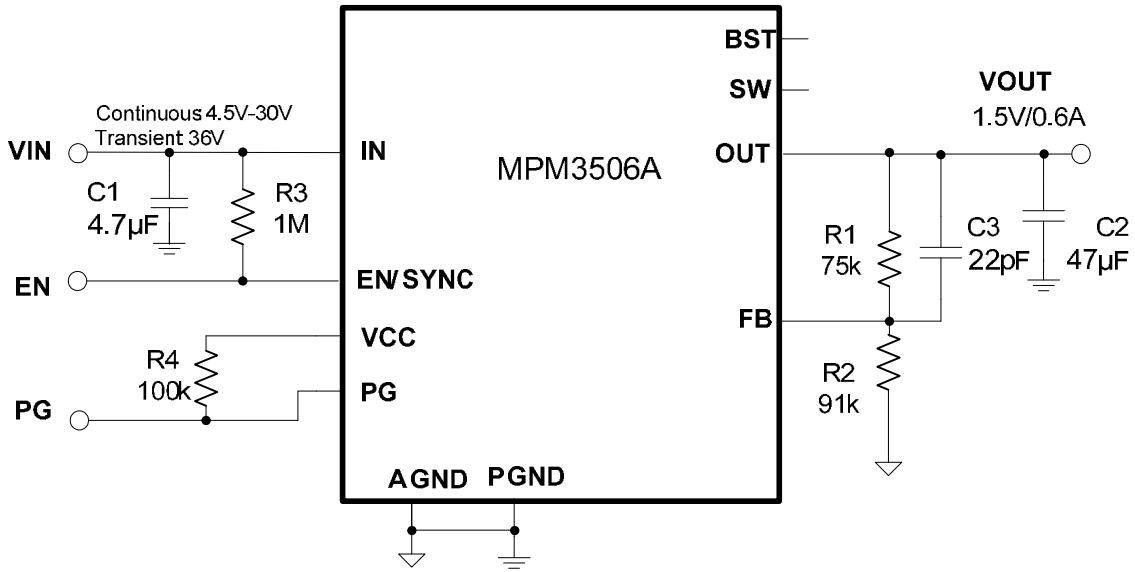 BST
SW
VOUT
1.5V/0.6A
Continuous 4.5V-30V
Transient 36V
VIN
IN
MPM3506A
OUT
C1
4.7µF
R3
1M
R1
75k
C3
22pF
C2
47µF
EN
EN/SYNC
FB
VCC
R4
100k
PG
PG
R2
91k
AGND
PGND